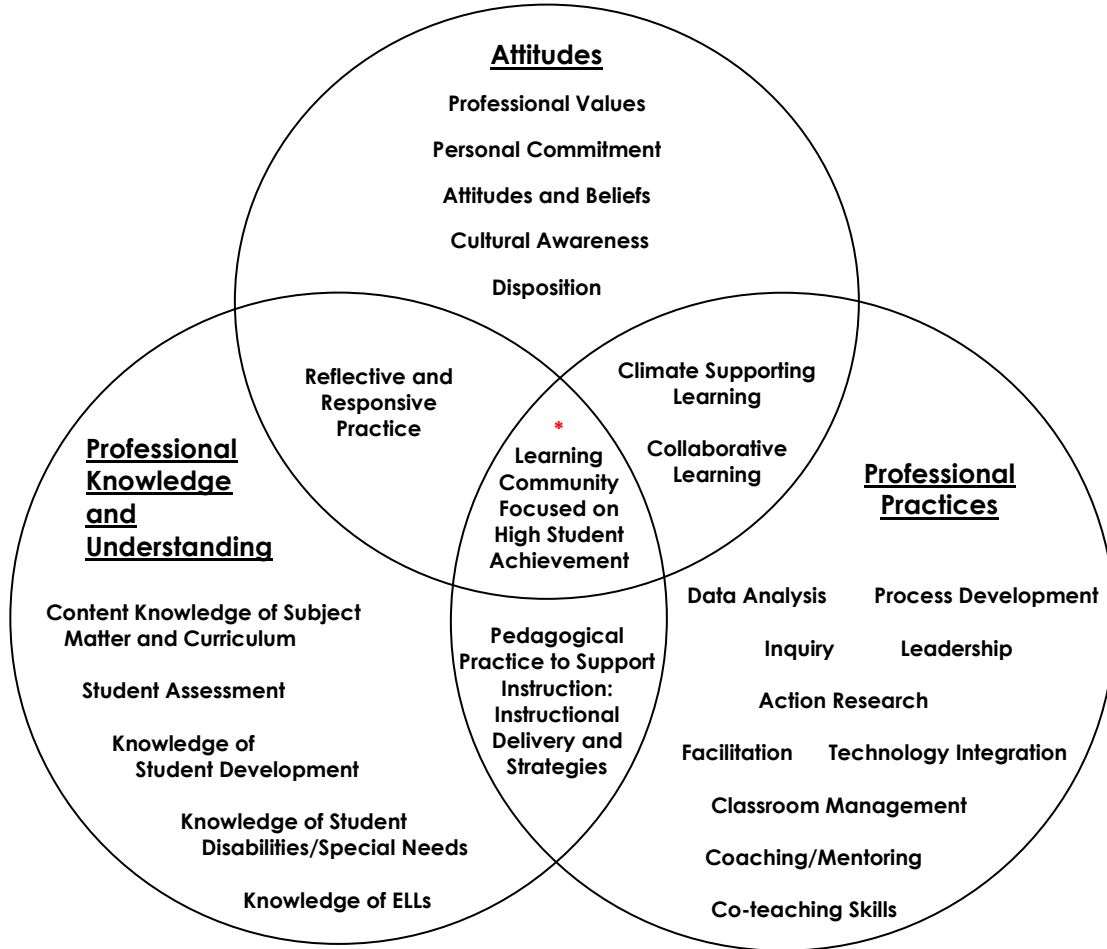 Attitudes
Professional Values
Personal Commitment
Attitudes and Beliefs
Cultural Awareness
Disposition
Reflective and
Responsive
Practice
Climate Supporting
Learning
Collaborative
Learning
*
Learning
Community
Focused on
High Student
Achievement
Professional
Knowledge
and
Understanding
Content Knowledge of Subject
Matter and Curriculum
Student Assessment
Knowledge of
Student Development
Knowledge of Student
Disabilities/Special Needs
Knowledge of ELLs
Pedagogical
Practice to Support
Instruction:
Instructional
Delivery and
Strategies
Professional
Practices
Data Analysis Process Development
Inquiry Leadership
Action Research
Facilitation Technology Integration
Classroom Management
Coaching/Mentoring
Co-teaching Skills